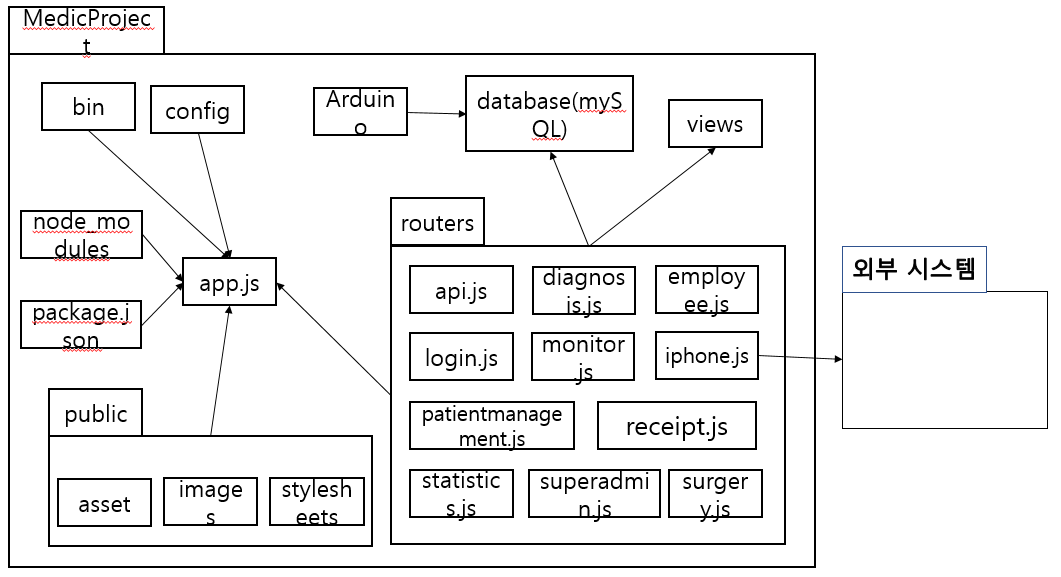 MedicProjec
t
bin
config
Arduin
o
database(myS
QL)
views
node_mo
dules
package.j
son
app.js
routers
api.js
diagnos
is.js
employ
ee.js
login.js
monitor
.js
iphone.js
patientmanage
ment.js
receipt.js
statistic
s.js
superadmi
n.js
surger
y.js
public
asset
image
s
stylesh
eets
외부 시스템